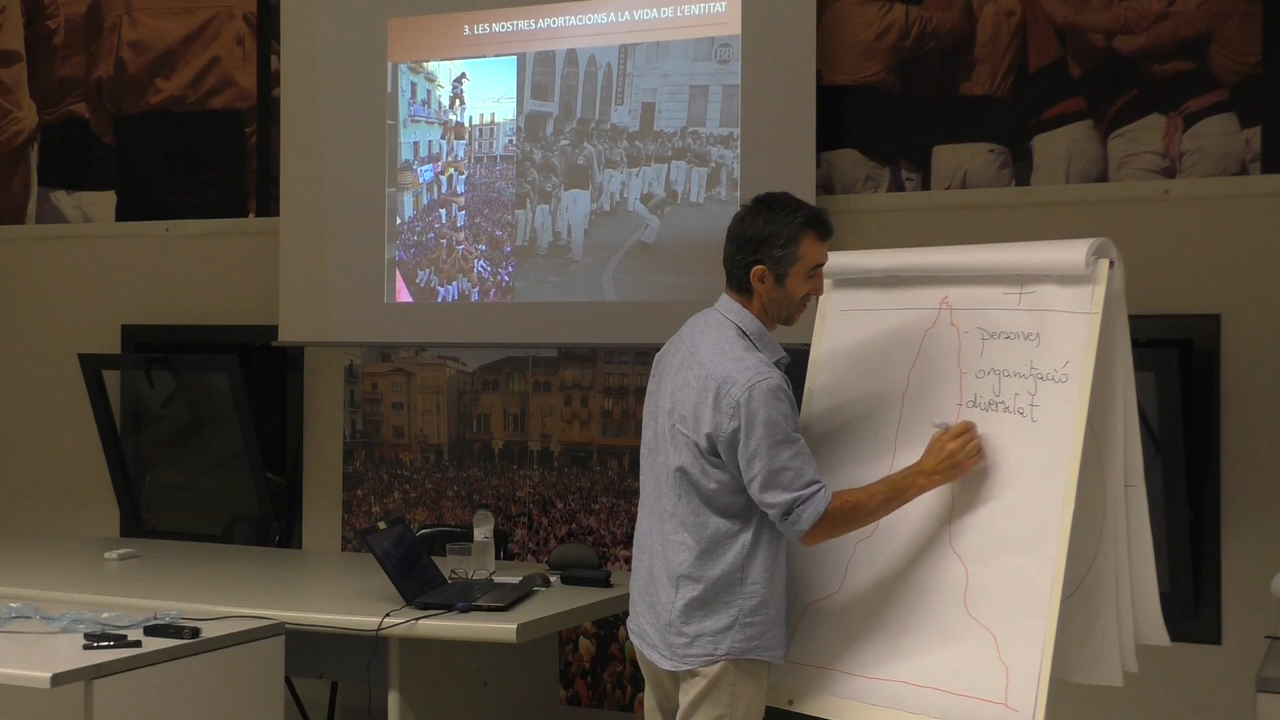 3. LES NOSTRES APORTACIONS A LA VIDA DE L'ENTITAT
+
- persones
- organització
- diversitat